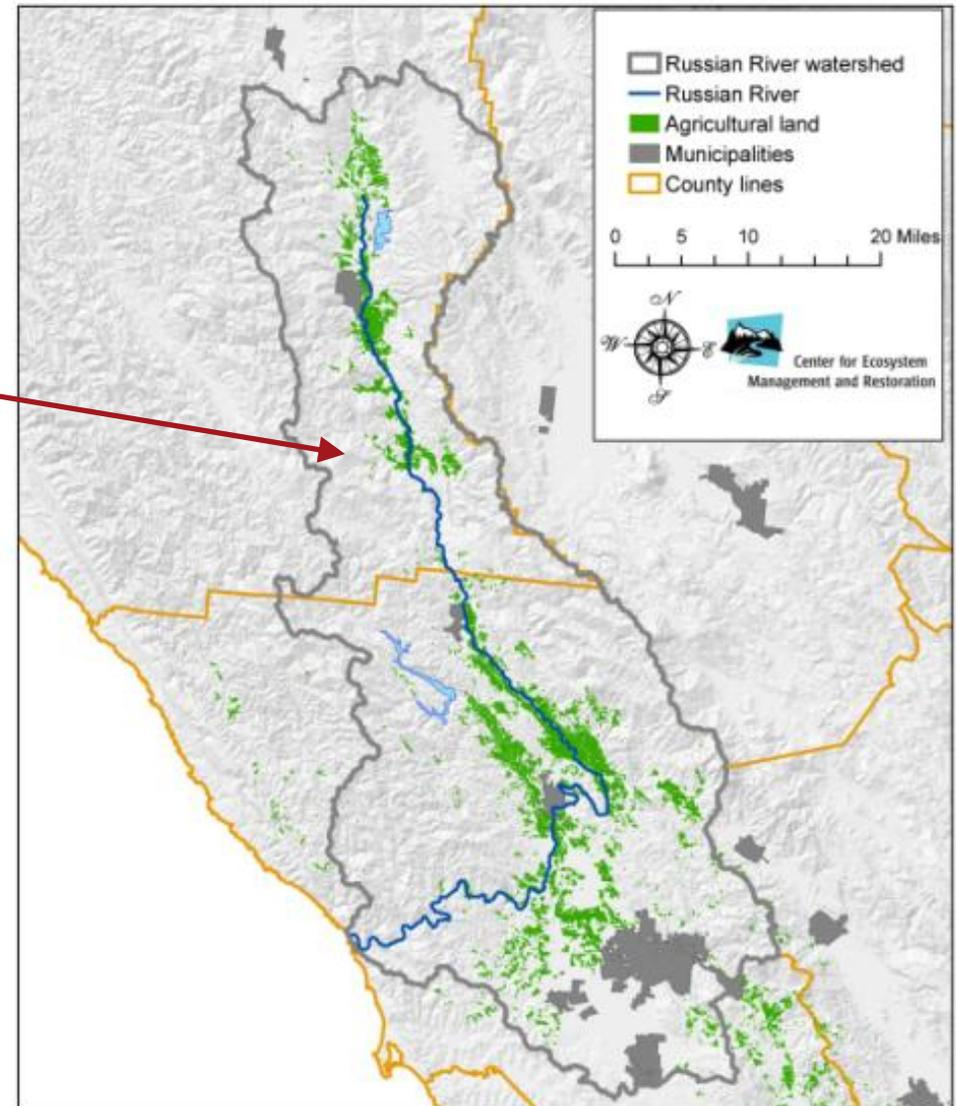 Russian River watershed
Russian River
Agricultural land
Municipalities
County lines
0 5 10 20 Miles
N
W E
S
Center for Ecosystem
Management and Restoration